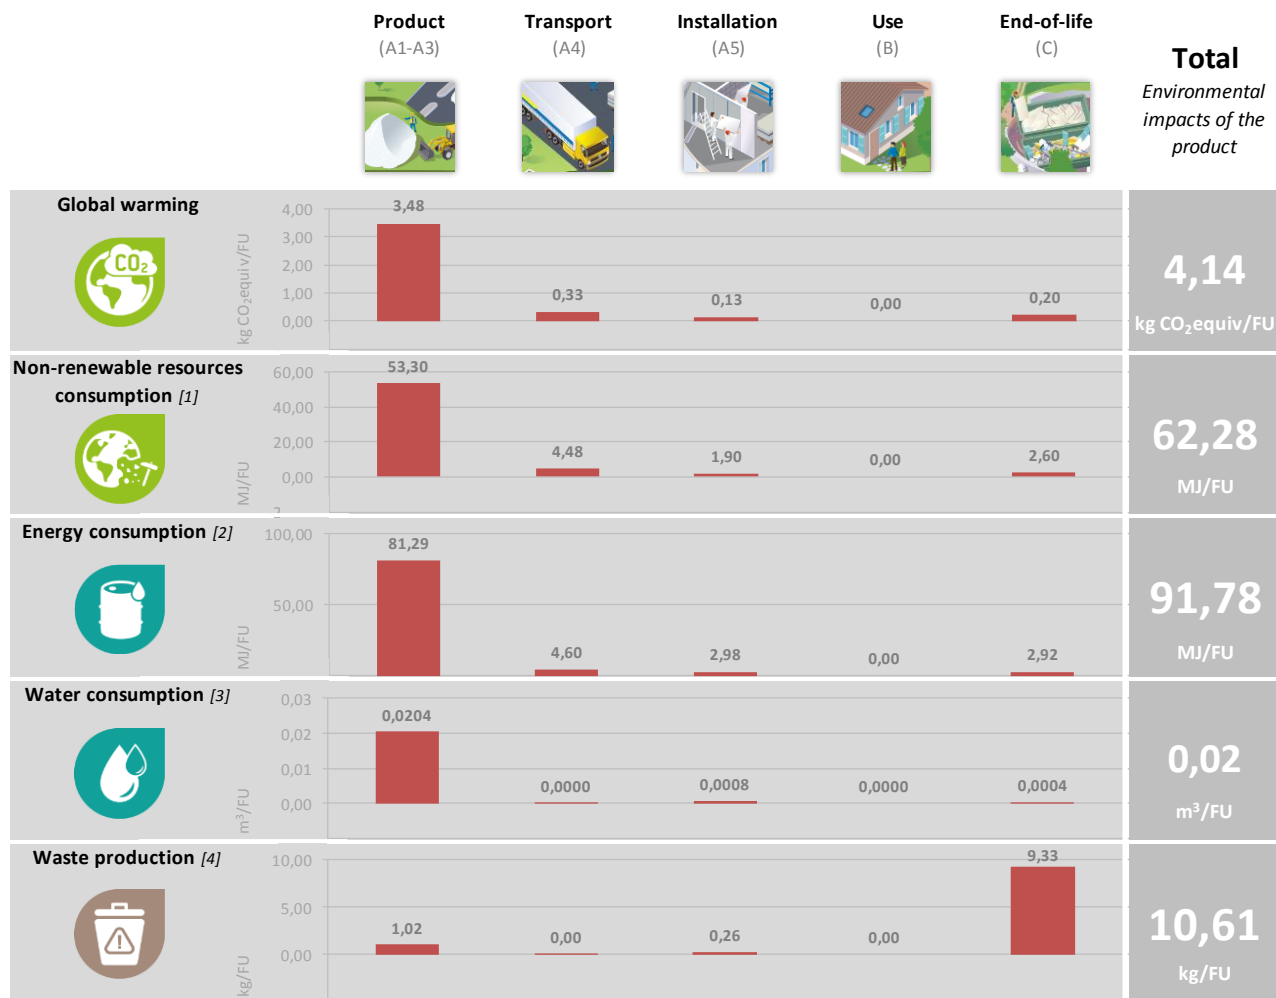 Product Transport Installation Use End-of-life
(A1-A3) (A4) (A5) (B) (C)
Total
Environmental
impacts of the
product
Global warming
CO2
kg CO2equiv/FU
4,00
3,00
2,00
1,00
0,00
3,48 0,33 0,13 0,00 0,20
4,14
kg CO2equiv/FU
Non-renewable resources
consumption [1]
MJ/FU
60,00
40,00
20,00
0,00
53,30 4,48 1,90 0,00 2,60
62,28
MJ/FU
Energy consumption [2]
MJ/FU
100,00
50,00
81,29 4,60 2,98 0,00 2,92
91,78
MJ/FU
Water consumption [3]
m³/FU
0,03
0,02
0,01
0,00
0,0204 0,0000 0,0008 0,0000 0,0004
0,02
m³/FU
Waste production [4]
kg/FU
10,00
5,00
0,00
1,02 0,00 0,26 0,00 9,33
10,61
kg/FU